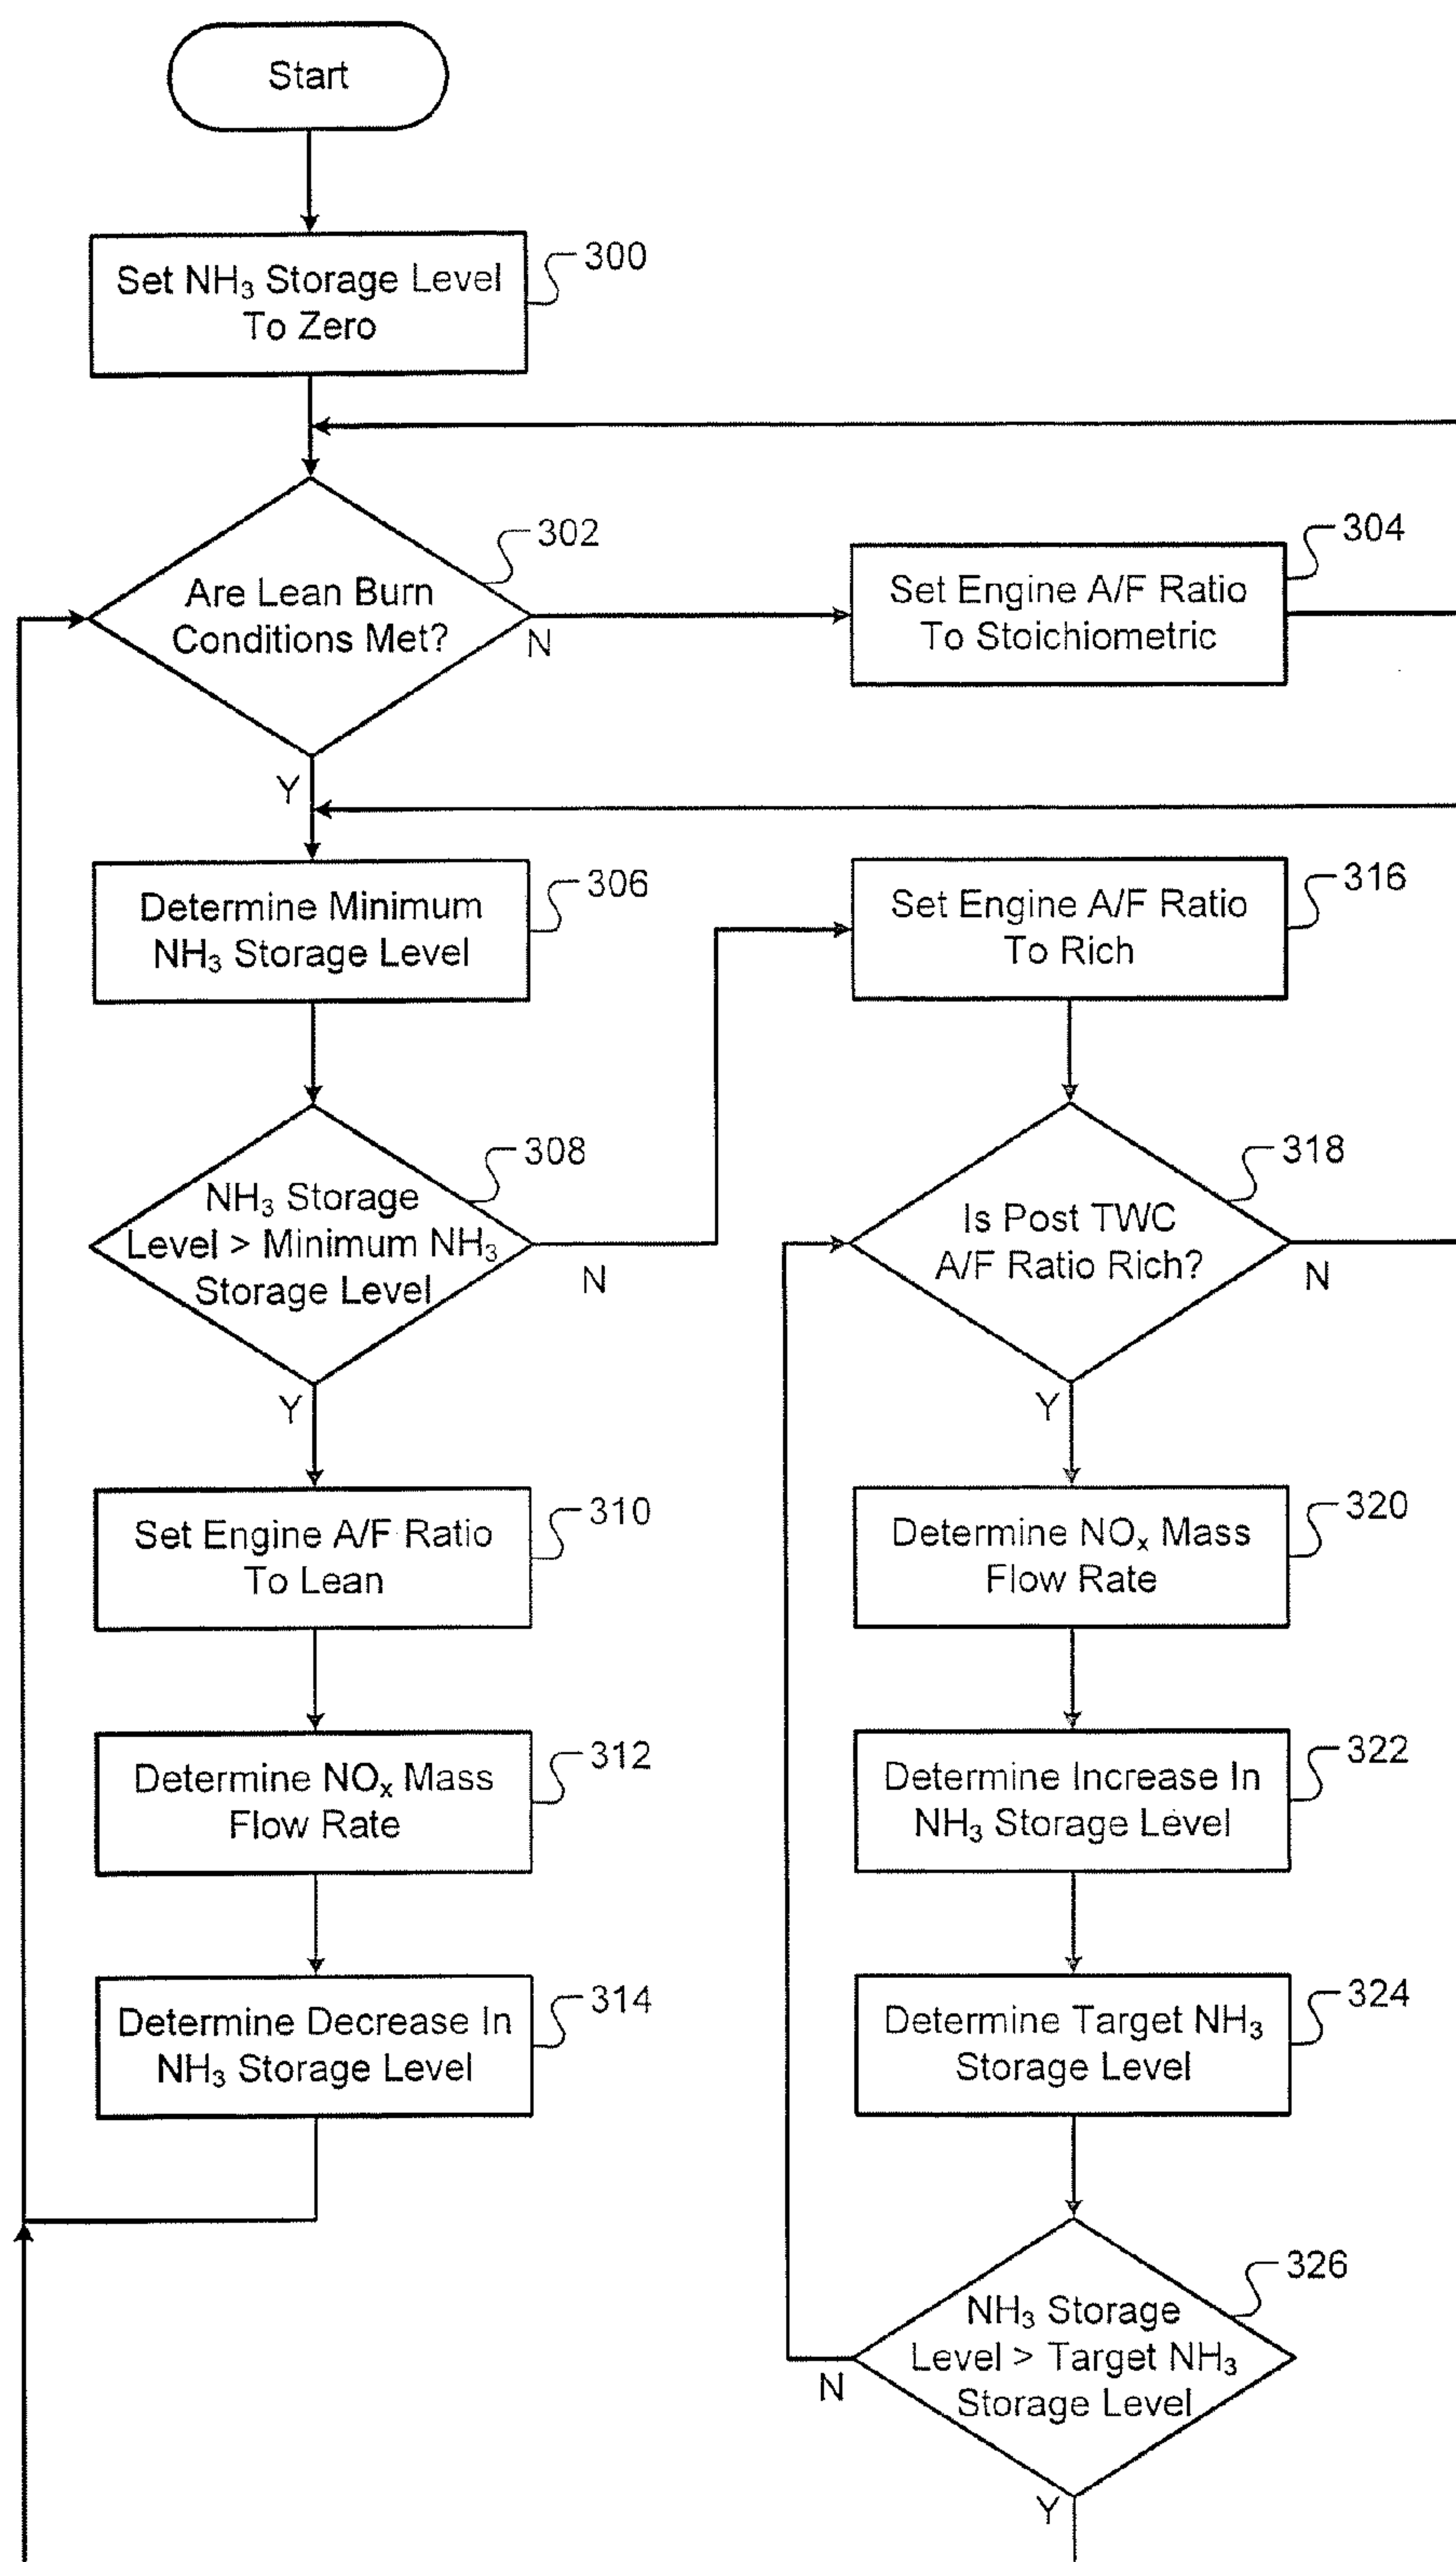 Start
Set NH₃ Storage Level
To Zero
300
Are Lean Burn
Conditions Met?
302
N
Y
Set Engine A/F Ratio
To Stoichiometric
304
Determine Minimum
NH₃ Storage Level
306
NH₃ Storage
Level > Minimum NH₃
Storage Level
308
N
Y
Set Engine A/F Ratio
To Lean
310
Determine NOₓ Mass
Flow Rate
312
Determine Decrease In
NH₃ Storage Level
314
Set Engine A/F Ratio
To Rich
316
Is Post TWC
A/F Ratio Rich?
318
N
Y
Determine NOₓ Mass
Flow Rate
320
Determine Increase In
NH₃ Storage Level
322
Determine Target NH₃
Storage Level
324
NH₃ Storage
Level > Target NH₃
Storage Level
326
N
Y